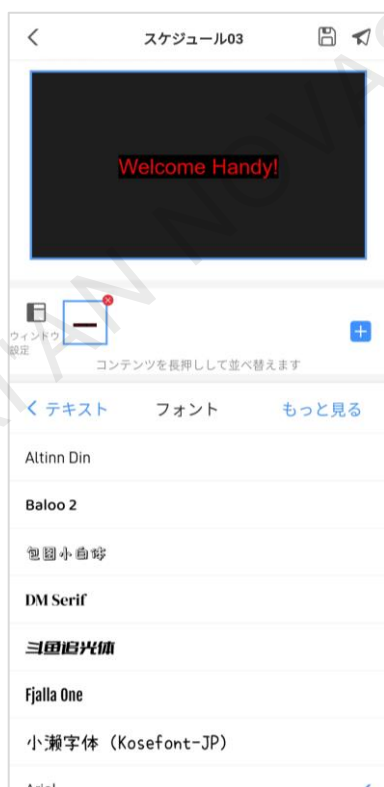 スケジュール03
Welcome Handy!
ウィンドウ
設定
コンテンツを長押しして並べ替えます
テキスト フォント もっと見る
Altinn Din
Baloo 2
包图小白体
DM Serif
斗鱼追光体
Fjalla One
小濑字体 (Kosefont-JP)